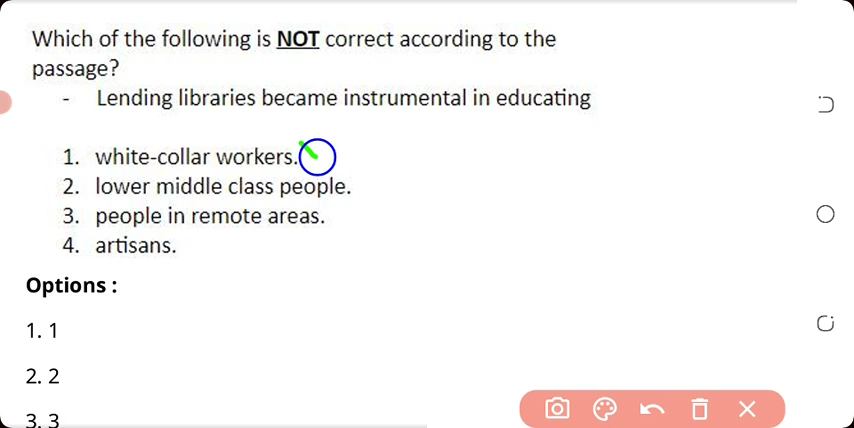 Which of the following is NOT correct according to the
passage?
- Lending libraries became instrumental in educating
1. white-collar workers.
2. lower middle class people.
3. people in remote areas.
4. artisans.
Options :
1. 1
2. 2
3. 3